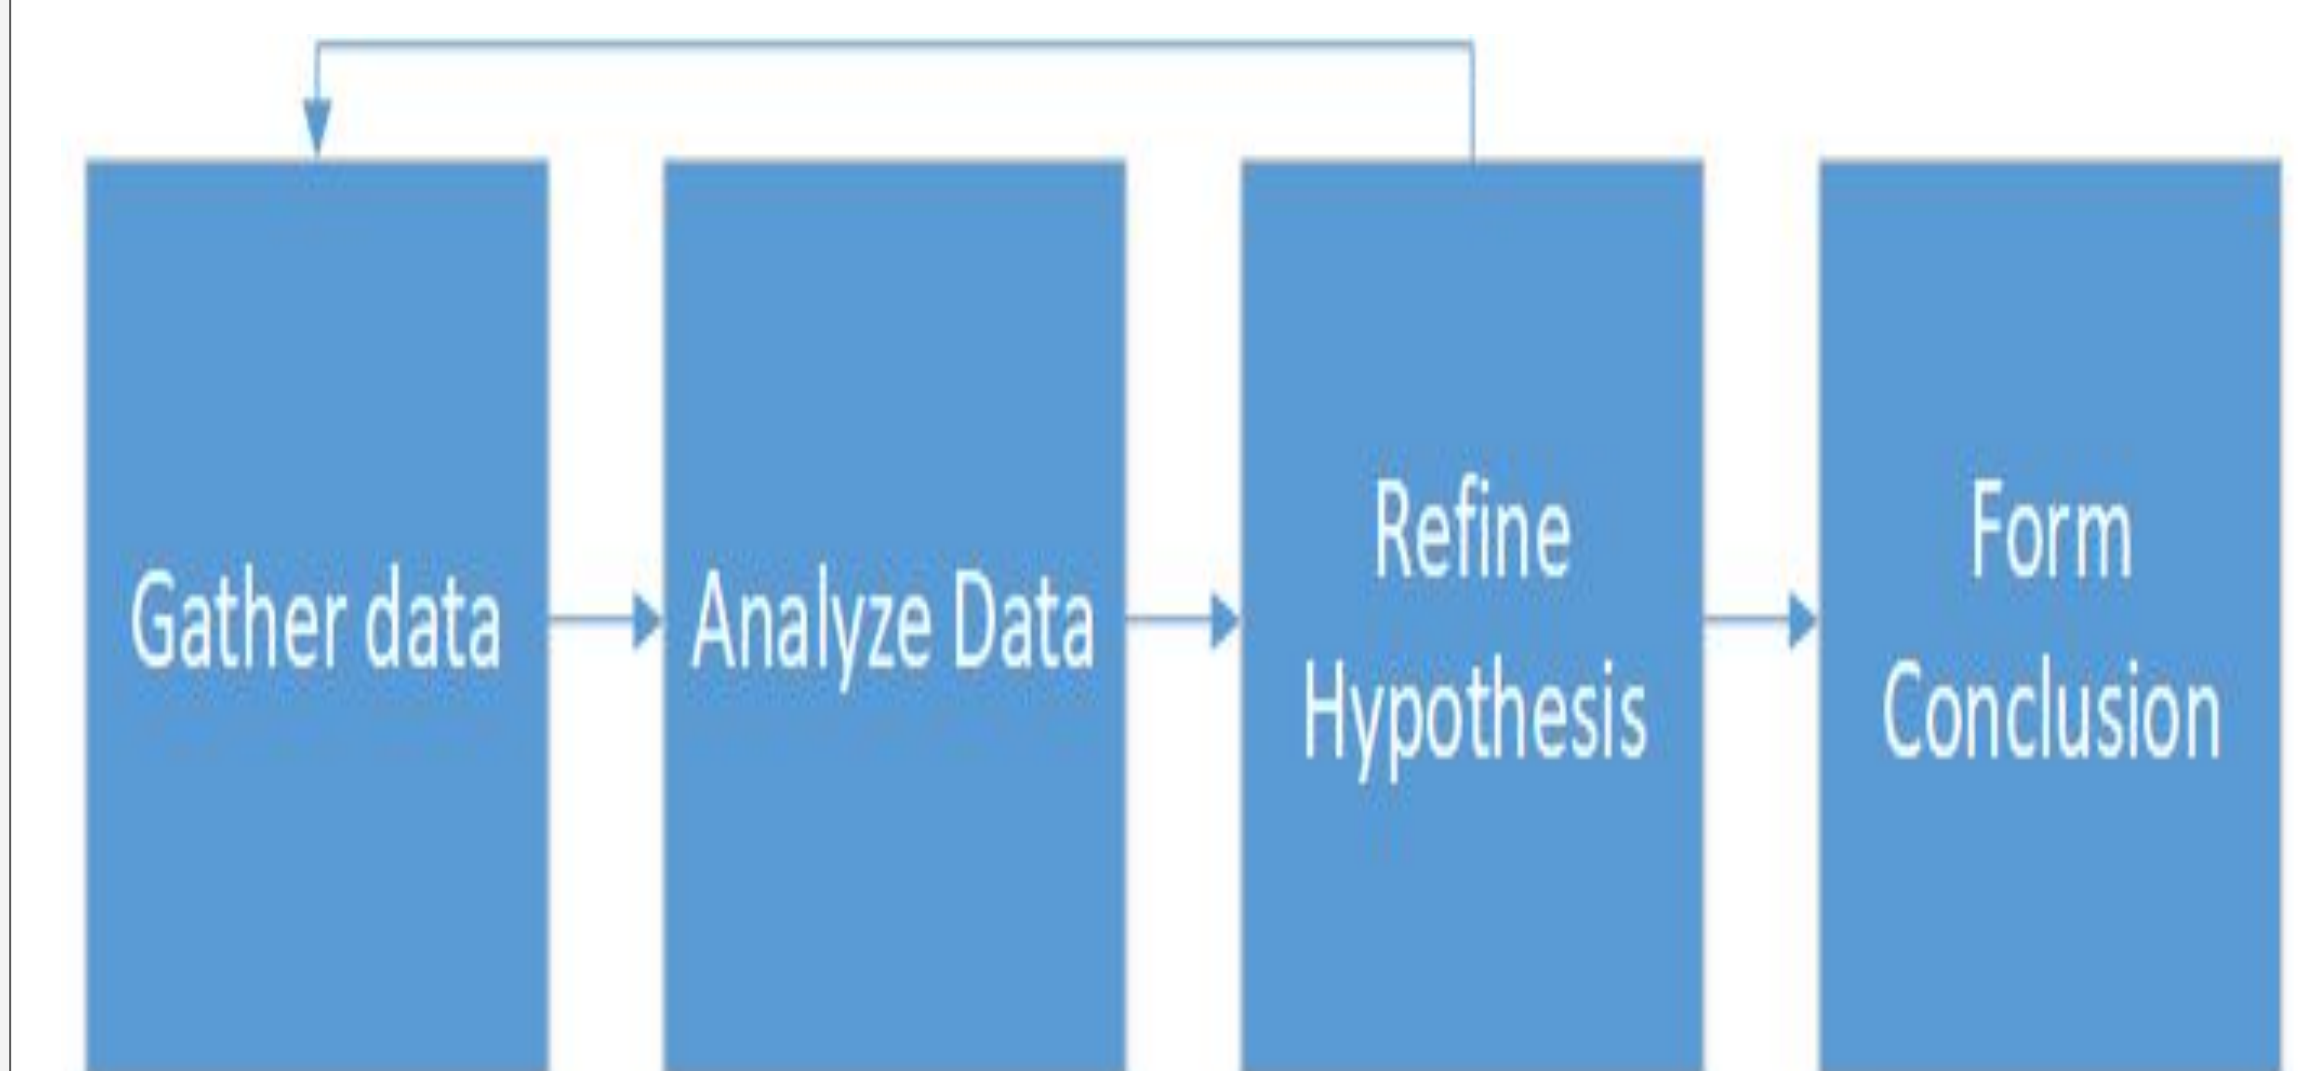 Gather data
Analyze Data
Refine
Hypothesis
Form
Conclusion